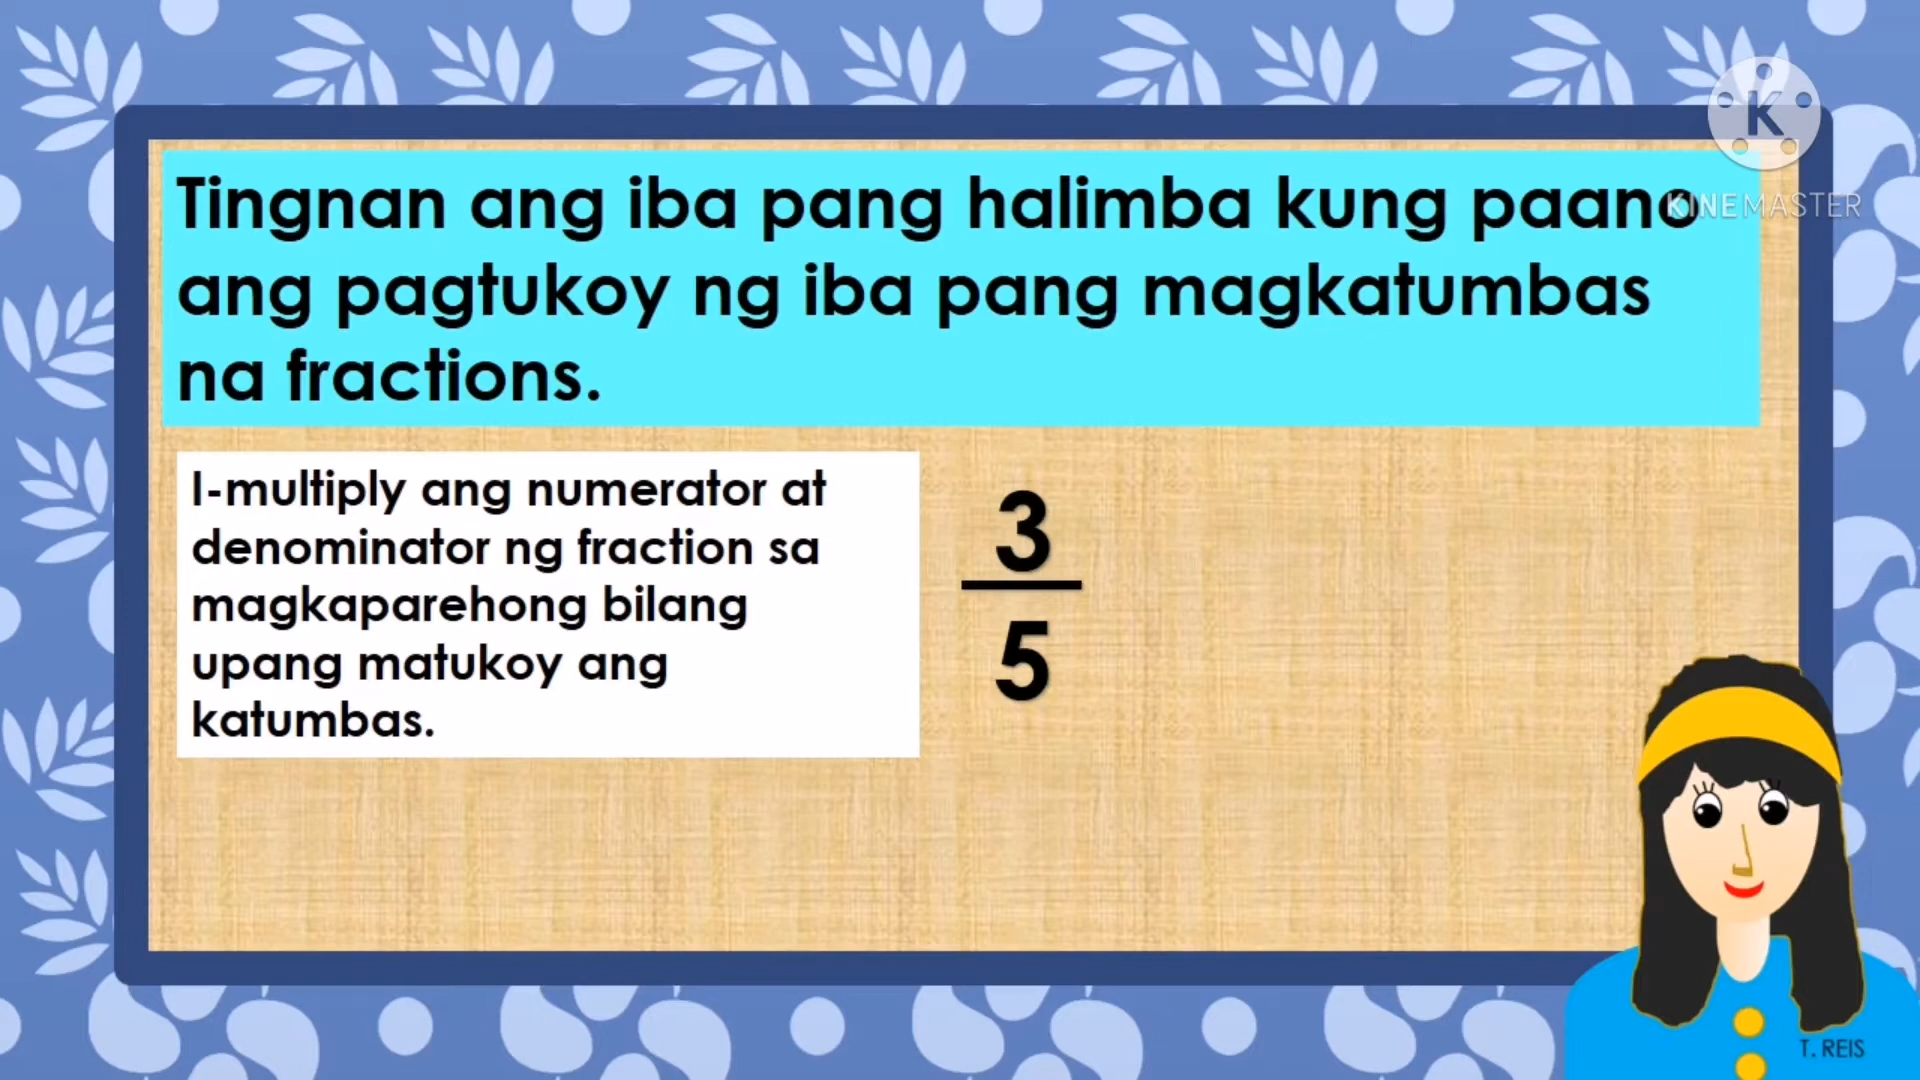 Tingnan ang iba pang halimba kung paano
ang pagtukoy ng iba pang magkatumbas
na fractions.
I-multiply ang numerator at
denominator ng fraction sa
magkaparehong bilang
upang matukoy ang
katumbas.
3
5
K
KINEMASTER
T. REIS